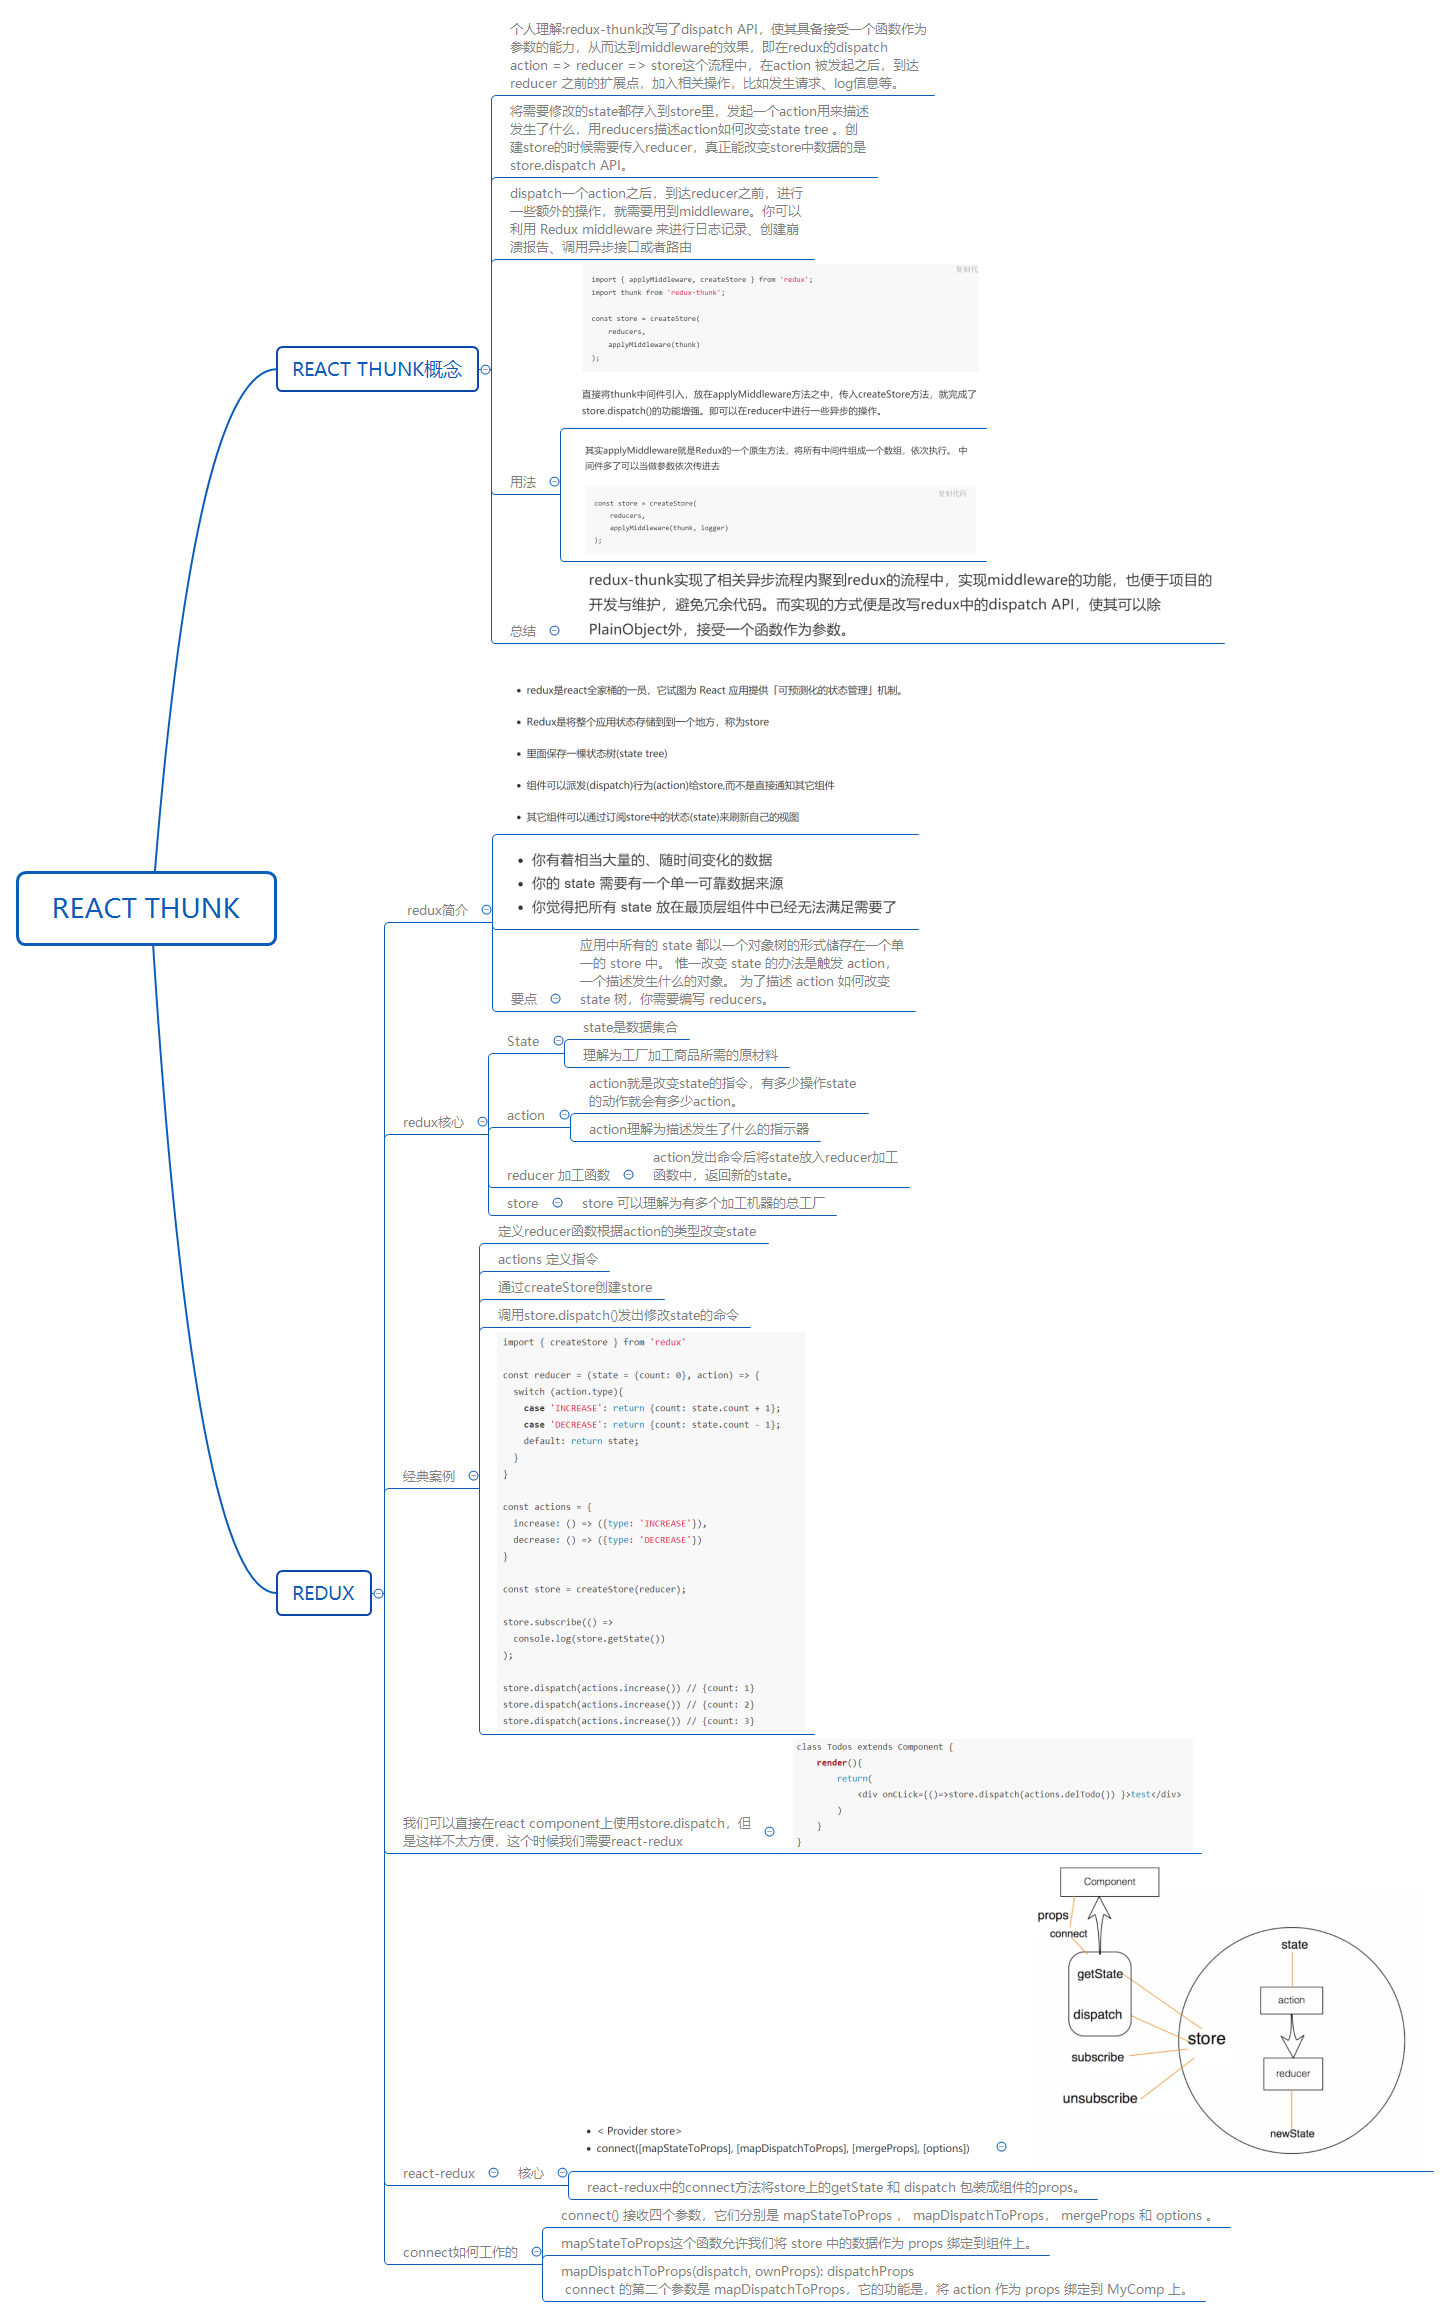 个人理解:redux-thunk改写了dispatch API，使其具备接受一个函数作为
参数的能力，从而达到middleware的效果，即在redux的dispatch
action => reducer => store这个流程中，在action 被发起之后，到达
reducer 之前的扩展点，加入相关操作，比如发生请求、log信息等。
将需要修改的state都存入到store里，发起一个action用来描述
发生了什么，用reducers描述action如何改变state tree 。创
建store的时候需要传入reducer，真正能改变store中数据的是
store.dispatch API。
dispatch一个action之后，到达reducer之前，进行
一些额外的操作，就需要用到middleware。你可以
利用 Redux middleware 来进行日志记录、创建崩
溃报告、调用异步接口或者路由
复制代
import { applyMiddleware, createStore } from 'redux';
import thunk from 'redux-thunk';
const store = createStore(
reducers,
applyMiddleware(thunk)
);
REACT THUNK概念
直接将thunk中间件引入，放在applyMiddleware方法之中，传入createStore方法，就完成了
store.dispatch()的功能增强。即可以在reducer中进行一些异步的操作。
其实applyMiddleware就是Redux的一个原生方法，将所有中间件组成一个数组，依次执行。 中
间件多了可以当做参数依次传进去
用法
复制代码
const store = createStore(
reducers,
applyMiddleware(thunk, logger)
);
redux-thunk实现了相关异步流程内聚到redux的流程中，实现middleware的功能，也便于项目的
开发与维护，避免冗余代码。而实现的方式便是改写redux中的dispatch API，使其可以除
PlainObject外，接受一个函数作为参数。
总结
• redux是react全家桶的一员，它试图为 React 应用提供「可预测化的状态管理」机制。
• Redux是将整个应用状态存储到到一个地方，称为store
• 里面保存一棵状态树(state tree)
• 组件可以派发(dispatch)行为(action)给store,而不是直接通知其它组件
• 其它组件可以通过订阅store中的状态(state)来刷新自己的视图
• 你有着相当大量的、随时间变化的数据
• 你的 state 需要有一个单一可靠数据来源
• 你觉得把所有 state 放在最顶层组件中已经无法满足需要了
REACT THUNK
redux简介
应用中所有的 state 都以一个对象树的形式储存在一个单
一的 store 中。 惟一改变 state 的办法是触发 action，
一个描述发生什么的对象。 为了描述 action 如何改变
state 树，你需要编写 reducers。
要点
state是数据集合
State
理解为工厂加工商品所需的原材料
action就是改变state的指令，有多少操作state
的动作就会有多少action。
action
redux核心
action理解为描述发生了什么的指示器
action发出命令后将state放入reducer加工
函数中，返回新的state。
reducer 加工函数
store
store 可以理解为有多个加工机器的总工厂
定义reducer函数根据action的类型改变state
actions 定义指令
通过createStore创建store
调用store.dispatch()发出修改state的命令
import { createStore } from 'redux'
const reducer = (state = {count: 0}, action) => {
switch (action.type){
case 'INCREASE': return {count: state.count + 1};
case 'DECREASE': return {count: state.count - 1};
default: return state;
}
}
经典案例
const actions = {
increase: () => ({type: 'INCREASE'}),
decrease: () => ({type: 'DECREASE'})
}
const store = createStore(reducer);
REDUX
store.subscribe(() =>
console.log(store.getState())
);
store.dispatch(actions.increase()) // {count: 1}
store.dispatch(actions.increase()) // {count: 2}
store.dispatch(actions.increase()) // {count: 3}
class Todos extends Component {
render(){
return(
<div onCLick={()=>store.dispatch(actions.delTodo()) }>test</div>
)
}
}
我们可以直接在react component上使用store.dispatch，但
是这样不太方便，这个时候我们需要react-redux
Component
props
connect
getState
dispatch
subscribe
unsubscribe
store
state
action
reducer
newState
• < Provider store>
• connect([mapStateToProps], [mapDispatchToProps], [mergeProps], [options])
react-redux
核心
react-redux中的connect方法将store上的getState 和 dispatch 包装成组件的props。
connect() 接收四个参数，它们分别是 mapStateToProps ， mapDispatchToProps， mergeProps 和 options 。
mapStateToProps这个函数允许我们将 store 中的数据作为 props 绑定到组件上。
connect如何工作的
mapDispatchToProps(dispatch, ownProps): dispatchProps
connect 的第二个参数是 mapDispatchToProps，它的功能是，将 action 作为 props 绑定到 MyComp 上。